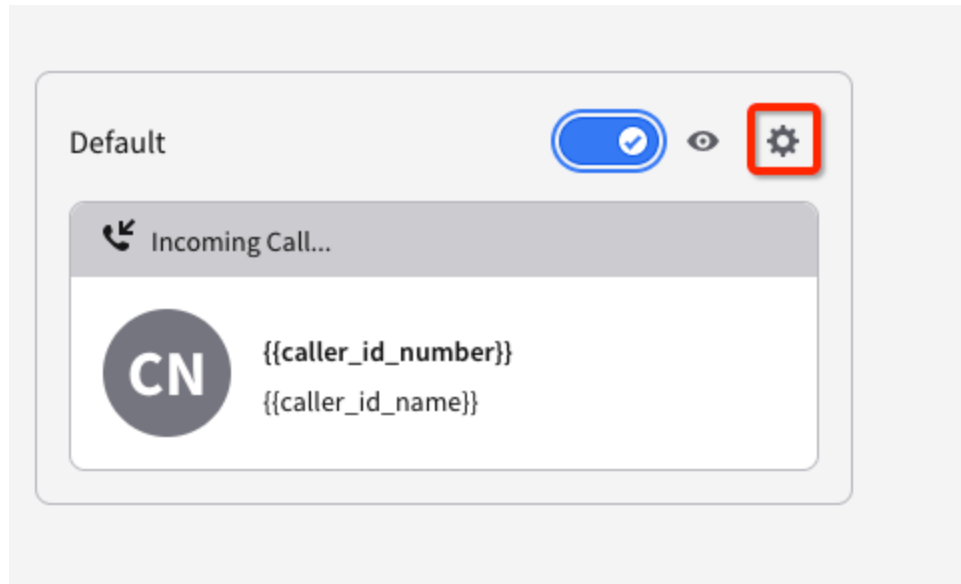 Default
Incoming Call...
CN
{{caller_id_number}}
{{caller_id_name}}